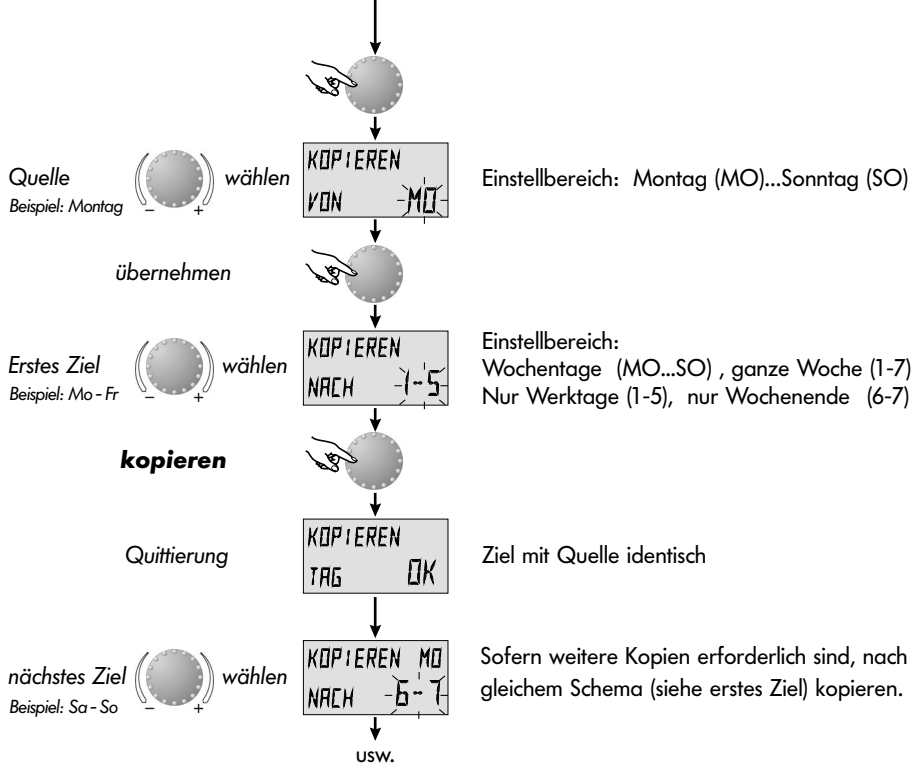 KOPIEREN
Quelle wählen
Beispiel: Montag
- +
VON MO
Einstellbereich: Montag (MO)...Sonntag (SO)
übernehmen
KOPIEREN
Erstes Ziel wählen
Beispiel: Mo - Fr
- +
NACH 1-5
Einstellbereich:
Wochentage (MO...SO) , ganze Woche (1-7)
Nur Werktage (1-5), nur Wochenende (6-7)
kopieren
KOPIEREN
Quittierung
TAG OK
Ziel mit Quelle identisch
KOPIEREN MO
nächstes Ziel wählen
Beispiel: Sa - So
- +
NACH 6-7
Sofern weitere Kopien erforderlich sind, nach
gleichem Schema (siehe erstes Ziel) kopieren.
usw.